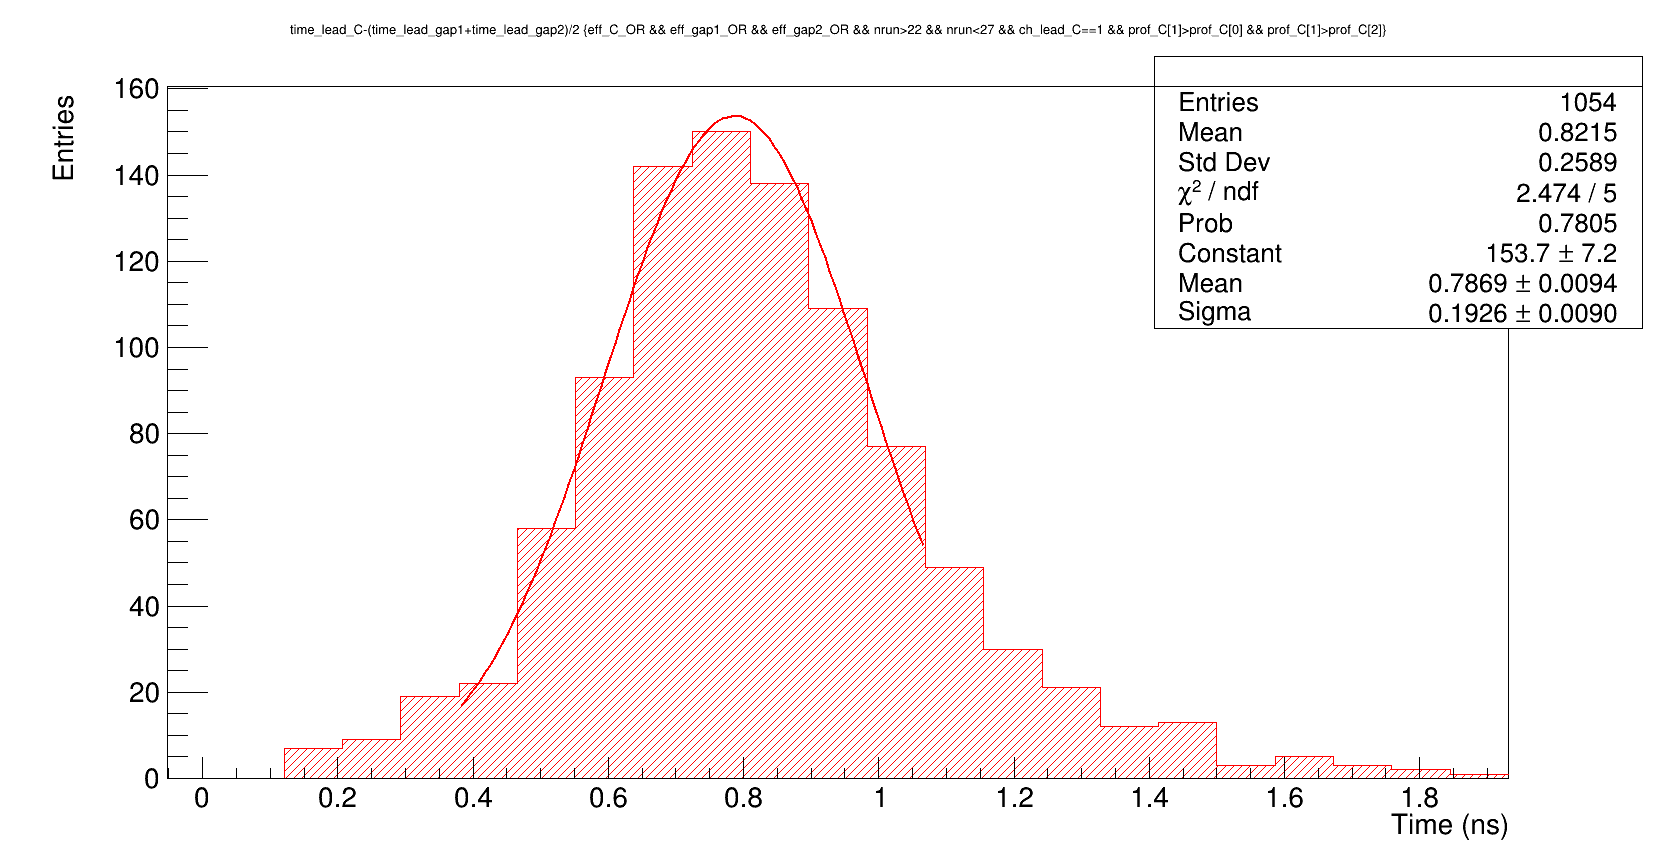 time_lead_C-(time_lead_gap1+time_lead_gap2)/2 {eff_C_OR && eff_gap1_OR && eff_gap2_OR && nrun>22 && nrun<27 && ch_lead_C==1 && prof_C[1]>prof_C[0] && prof_C[1]>prof_C[2]}
Entries 1054
Mean 0.8215
Std Dev 0.2589
χ² / ndf 2.474 / 5
Prob 0.7805
Constant 153.7 ± 7.2
Mean 0.7869 ± 0.0094
Sigma 0.1926 ± 0.0090
Entries
160
140
120
100
80
60
40
20
0
0 0.2 0.4 0.6 0.8 1 1.2 1.4 1.6 1.8
Time (ns)